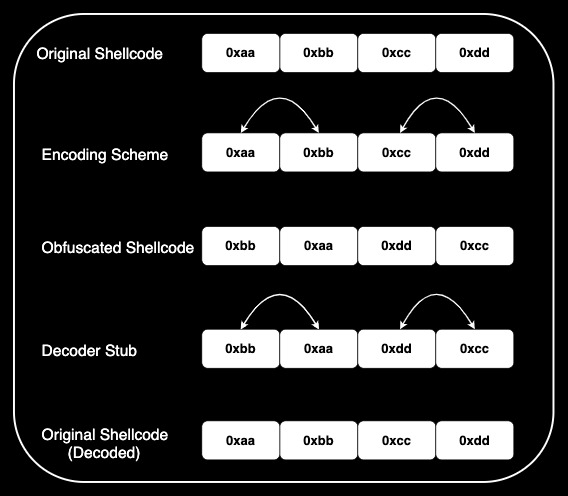 Original Shellcode 0xaa 0xbb 0xcc 0xdd
Encoding Scheme 0xaa 0xbb 0xcc 0xdd
Obfuscated Shellcode 0xbb 0xaa 0xdd 0xcc
Decoder Stub 0xbb 0xaa 0xdd 0xcc
Original Shellcode
(Decoded) 0xaa 0xbb 0xcc 0xdd